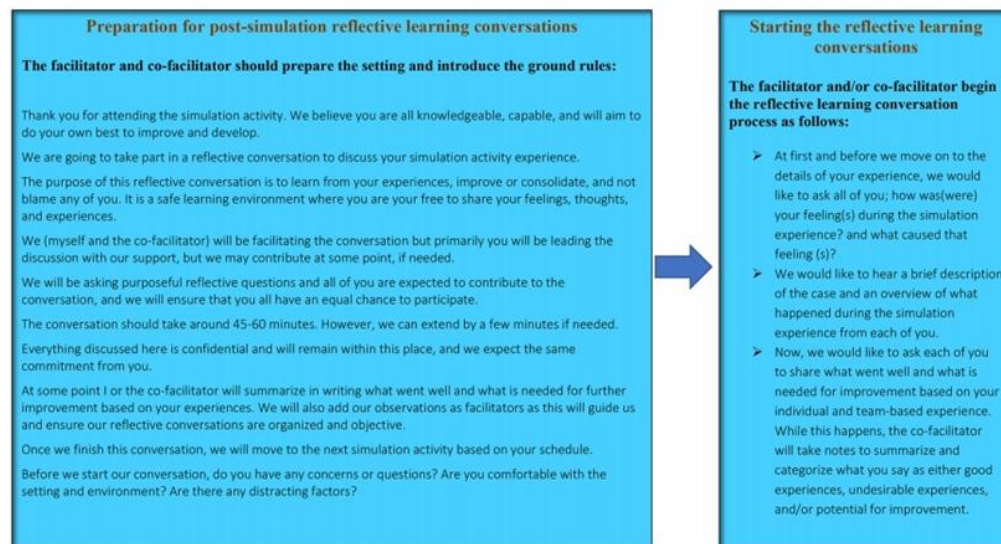 Preparation for post-simulation reflective learning conversations
The facilitator and co-facilitator should prepare the setting and introduce the ground rules:
Thank you for attending the simulation activity. We believe you are all knowledgeable, capable, and will aim to
do your own best to improve and develop.
We are going to take part in a reflective conversation to discuss your simulation activity experience.
The purpose of this reflective conversation is to learn from your experiences, improve or consolidate, and not
blame any of you. It is a safe learning environment where you are your free to share your feelings, thoughts,
and experiences.
We (myself and the co-facilitator) will be facilitating the conversation but primarily you will be leading the
discussion with our support, but we may contribute at some point, if needed.
We will be asking purposeful reflective questions and all of you are expected to contribute to the
conversation, and we will ensure that you all have an equal chance to participate.
The conversation should take around 45-60 minutes. However, we can extend by a few minutes if needed.
Everything discussed here is confidential and will remain within this place, and we expect the same
commitment from you.
At some point I or the co-facilitator will summarize in writing what went well and what is needed for further
improvement based on your experiences. We will also add our observations as facilitators as this will guide us
and ensure our reflective conversations are organized and objective.
Once we finish this conversation, we will move to the next simulation activity based on your schedule.
Before we start our conversation, do you have any concerns or questions? Are you comfortable with the
setting and environment? Are there any distracting factors?
Starting the reflective learning
conversations
The facilitator and/or co-facilitator begin
the reflective learning conversation
process as follows:
➢ At first and before we move on to the
details of your experience, we would
like to ask all of you; how was(were)
your feeling(s) during the simulation
experience? and what caused that
feeling (s)?
➢ We would like to hear a brief description
of the case and an overview of what
happened during the simulation
experience from each of you.
➢ Now, we would like to ask each of you
to share what went well and what is
needed for improvement based on your
individual and team-based experience.
While this happens, the co-facilitator
will take notes to summarize and
categorize what you say as either good
experiences, undesirable experiences,
and/or potential for improvement.